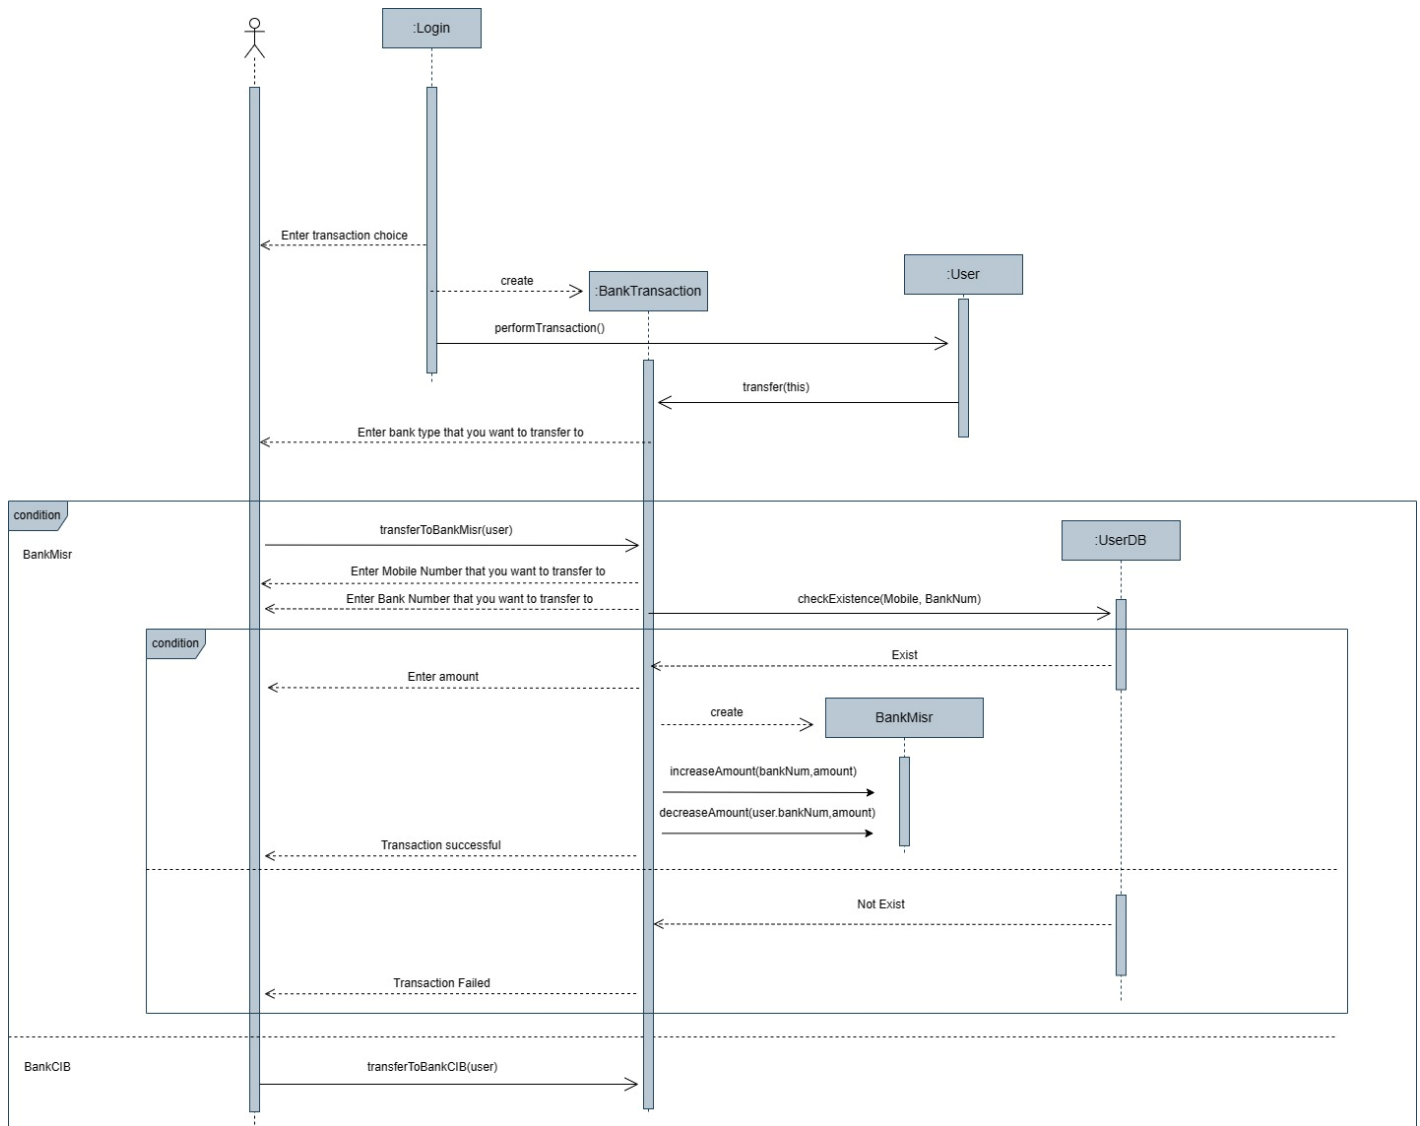 :Login
Enter transaction choice
:User
create
:BankTransaction
performTransaction()
transfer(this)
Enter bank type that you want to transfer to
condition
transferToBankMisr(user)
:UserDB
BankMisr
Enter Mobile Number that you want to transfer to
Enter Bank Number that you want to transfer to
checkExistence(Mobile, BankNum)
condition
Exist
Enter amount
create
BankMisr
increaseAmount(bankNum,amount)
decreaseAmount(user.bankNum,amount)
Transaction successful
Not Exist
Transaction Failed
BankCIB
transferToBankCIB(user)